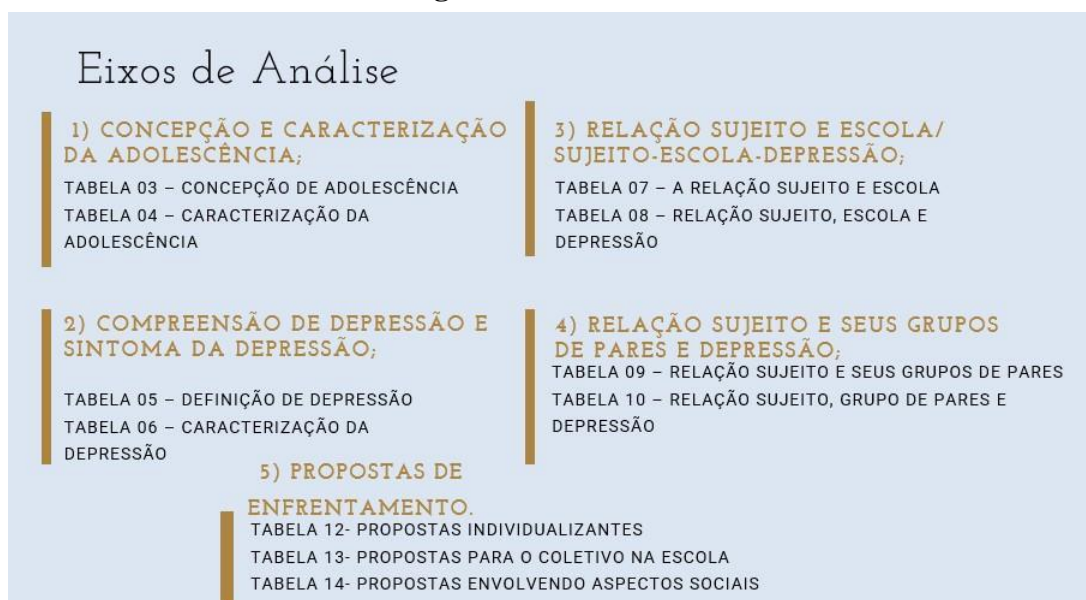 Eixos de Análise
1) CONCEPÇÃO E CARACTERIZAÇÃO
DA ADOLESCÊNCIA;
TABELA 03 – CONCEPÇÃO DE ADOLESCÊNCIA
TABELA 04 – CARACTERIZAÇÃO DA
ADOLESCÊNCIA
2) COMPREENSÃO DE DEPRESSÃO E
SINTOMA DA DEPRESSÃO;
TABELA 05 – DEFINIÇÃO DE DEPRESSÃO
TABELA 06 – CARACTERIZAÇÃO DA
DEPRESSÃO
3) RELAÇÃO SUJEITO E ESCOLA/
SUJEITO-ESCOLA-DEPRESSÃO;
TABELA 07 – A RELAÇÃO SUJEITO E ESCOLA
TABELA 08 – RELAÇÃO SUJEITO, ESCOLA E
DEPRESSÃO
4) RELAÇÃO SUJEITO E SEUS GRUPOS
DE PARES E DEPRESSÃO;
TABELA 09 – RELAÇÃO SUJEITO E SEUS GRUPOS DE PARES
TABELA 10 – RELAÇÃO SUJEITO, GRUPO DE PARES E
DEPRESSÃO
5) PROPOSTAS DE
ENFRENTAMENTO.
TABELA 12- PROPOSTAS INDIVIDUALIZANTES
TABELA 13- PROPOSTAS PARA O COLETIVO NA ESCOLA
TABELA 14- PROPOSTAS ENVOLVENDO ASPECTOS SOCIAIS